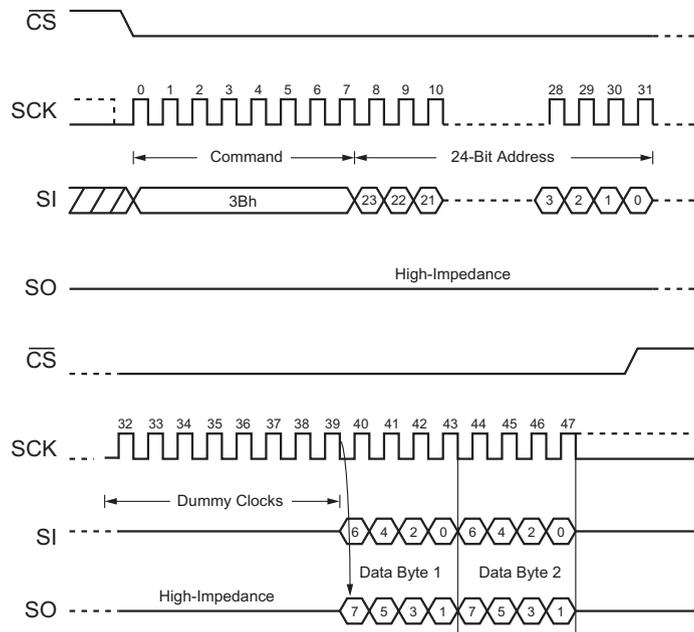 CS
0 1 2 3 4 5 6 7 8 9 10 28 29 30 31
SCK
Command 24-Bit Address
SI 3Bh 23 22 21 3 2 1 0
High-Impedance
SO
CS
32 33 34 35 36 37 38 39 40 41 42 43 44 45 46 47
SCK
Dummy Clocks
SI 6 4 2 0 6 4 2 0
Data Byte 1 Data Byte 2
High-Impedance
SO 7 5 3 1 7 5 3 1